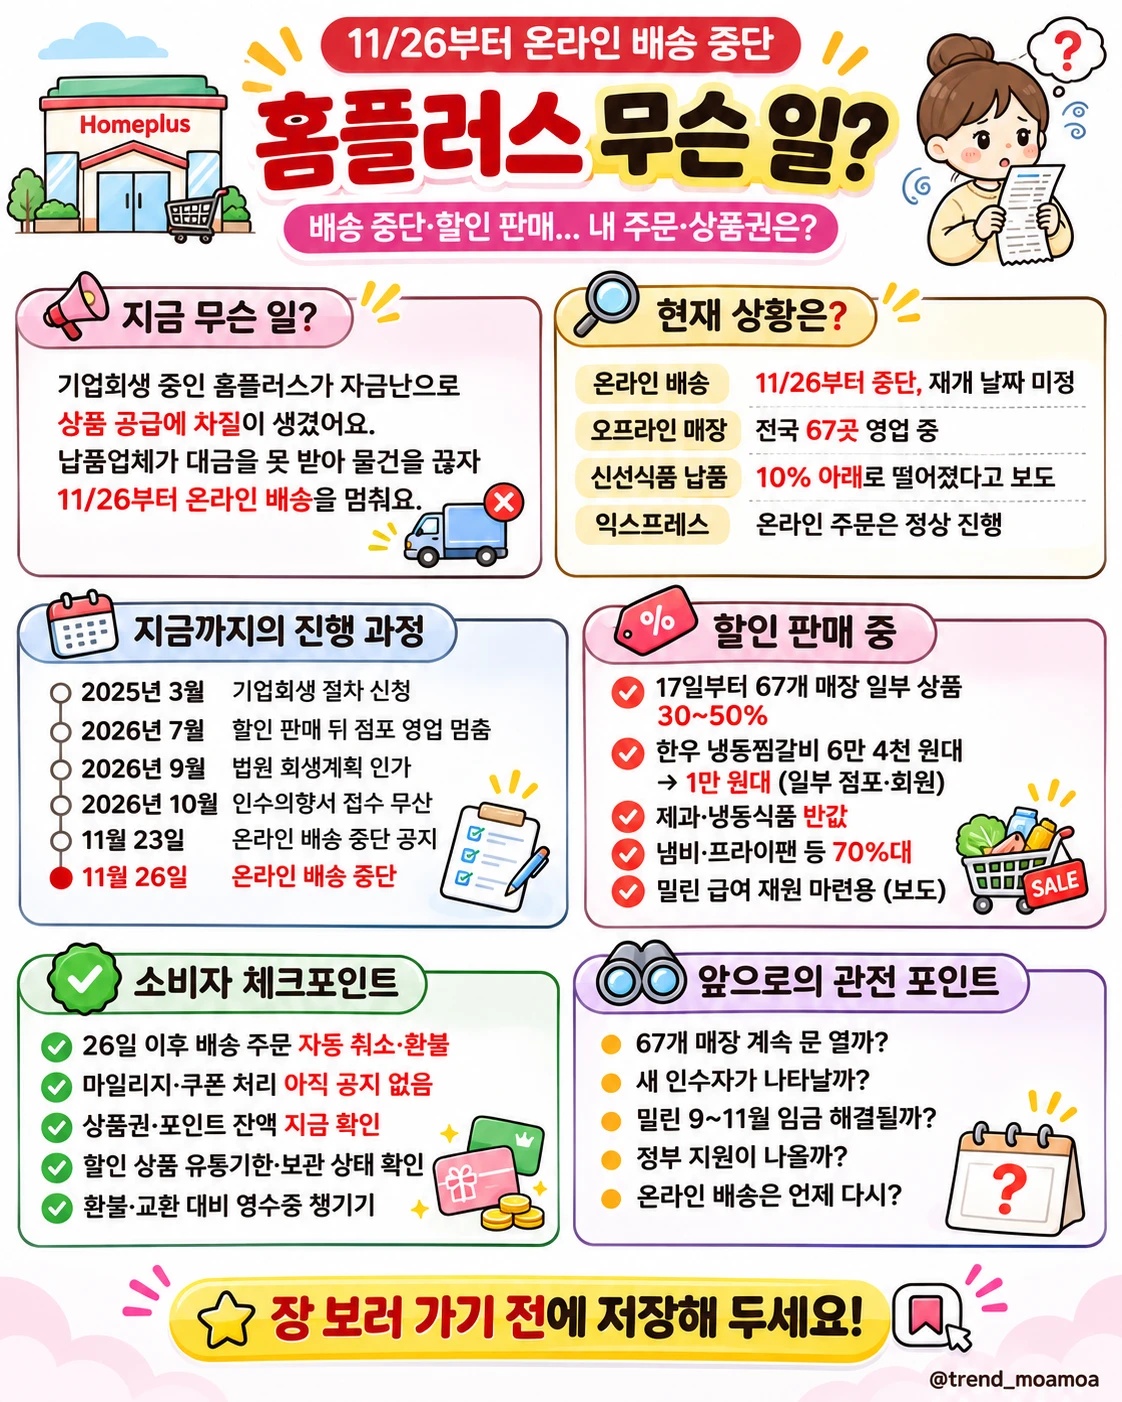 11/26부터 온라인 배송 중단
홈플러스 무슨 일?
배송 중단·할인 판매... 내 주문·상품권은?
Homeplus
?
지금 무슨 일?
기업회생 중인 홈플러스가 자금난으로
상품 공급에 차질이 생겼어요.
납품업체가 대금을 못 받아 물건을 끊자
11/26부터 온라인 배송을 멈춰요.
현재 상황은?
온라인 배송 11/26부터 중단, 재개 날짜 미정
오프라인 매장 전국 67곳 영업 중
신선식품 납품 10% 아래로 떨어졌다고 보도
익스프레스 온라인 주문은 정상 진행
지금까지의 진행 과정
2025년 3월 기업회생 절차 신청
2026년 7월 할인 판매 뒤 점포 영업 멈춤
2026년 9월 법원 회생계획 인가
2026년 10월 인수의향서 접수 무산
11월 23일 온라인 배송 중단 공지
11월 26일 온라인 배송 중단
%
할인 판매 중
17일부터 67개 매장 일부 상품
30~50%
한우 냉동찜갈비 6만 4천 원대
→ 1만 원대 (일부 점포·회원)
제과·냉동식품 반값
냄비·프라이팬 등 70%대
밀린 급여 재원 마련용 (보도)
SALE
소비자 체크포인트
26일 이후 배송 주문 자동 취소·환불
마일리지·쿠폰 처리 아직 공지 없음
상품권·포인트 잔액 지금 확인
할인 상품 유통기한·보관 상태 확인
환불·교환 대비 영수중 챙기기
앞으로의 관전 포인트
67개 매장 계속 문 열까?
새 인수자가 나타날까?
밀린 9~11월 임금 해결될까?
정부 지원이 나올까?
온라인 배송은 언제 다시?
?
장 보러 가기 전에 저장해 두세요!
@trend_moamoa